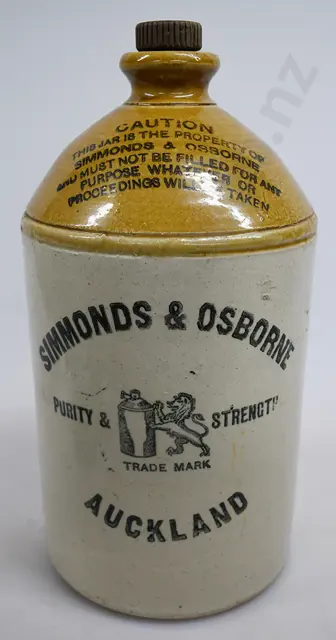 CAUTION
THIS JAR IS THE PROPERTY OF
SIMMONDS & OSBORNE
AND MUST NOT BE FILLED FOR ANY
PURPOSE WHATEVER OR
PROCEEDINGS WILL BE TAKEN
SIMMONDS & OSBORNE
PURITY & STRENGTH
TRADE MARK
AUCKLAND